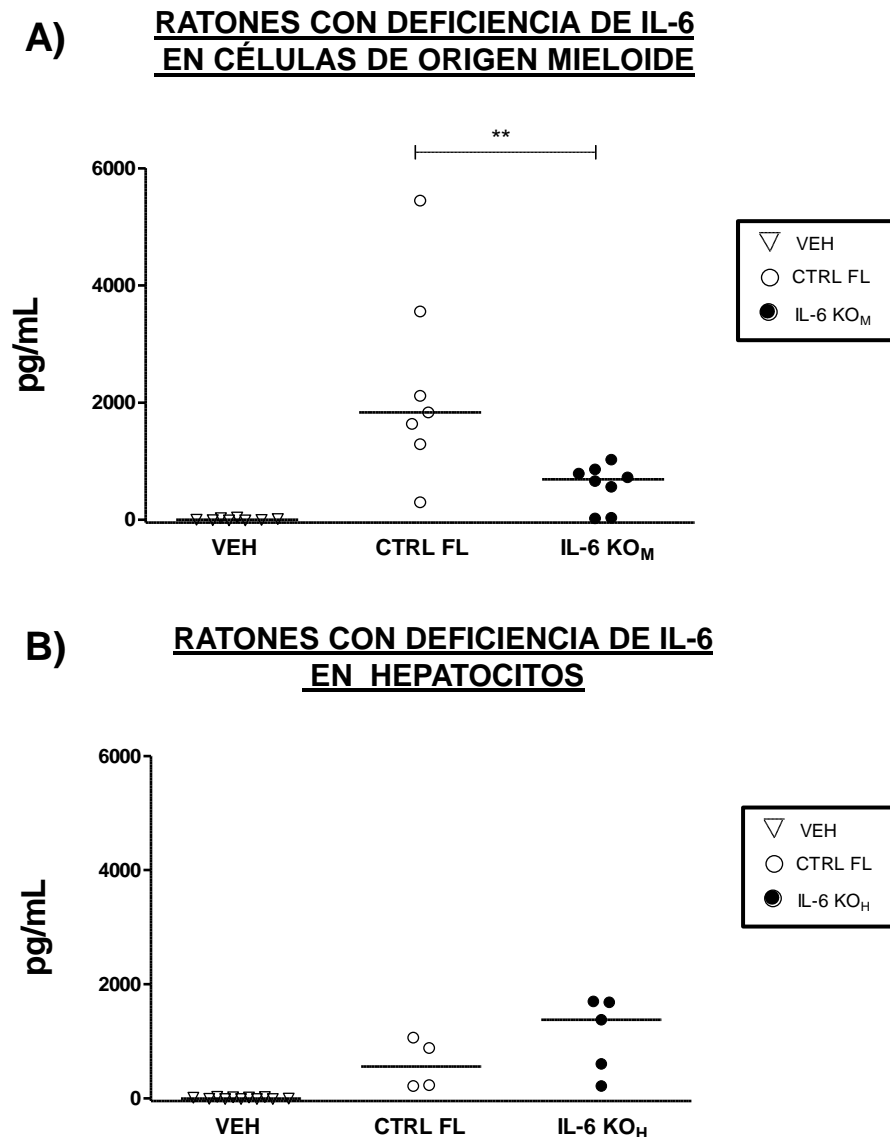 A)
RATONES CON DEFICIENCIA DE IL-6
EN CÉLULAS DE ORIGEN MIELOIDE
**
6000
4000
2000
0
pg/mL
VEH
CTRL FL
IL-6 KOM
VEH
CTRL FL
IL-6 KOM
B)
RATONES CON DEFICIENCIA DE IL-6
EN HEPATOCITOS
6000
4000
2000
0
pg/mL
VEH
CTRL FL
IL-6 KOH
VEH
CTRL FL
IL-6 KOH